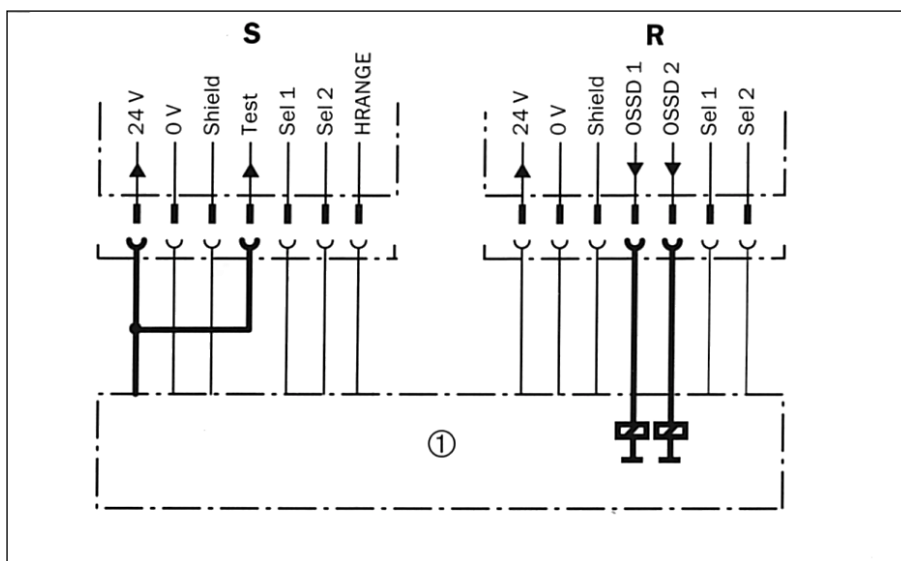 S
R
24 V
0 V
Shield
Test
Sel 1
Sel 2
HRANGE
24 V
0 V
Shield
OSSD 1
OSSD 2
Sel 1
Sel 2
①